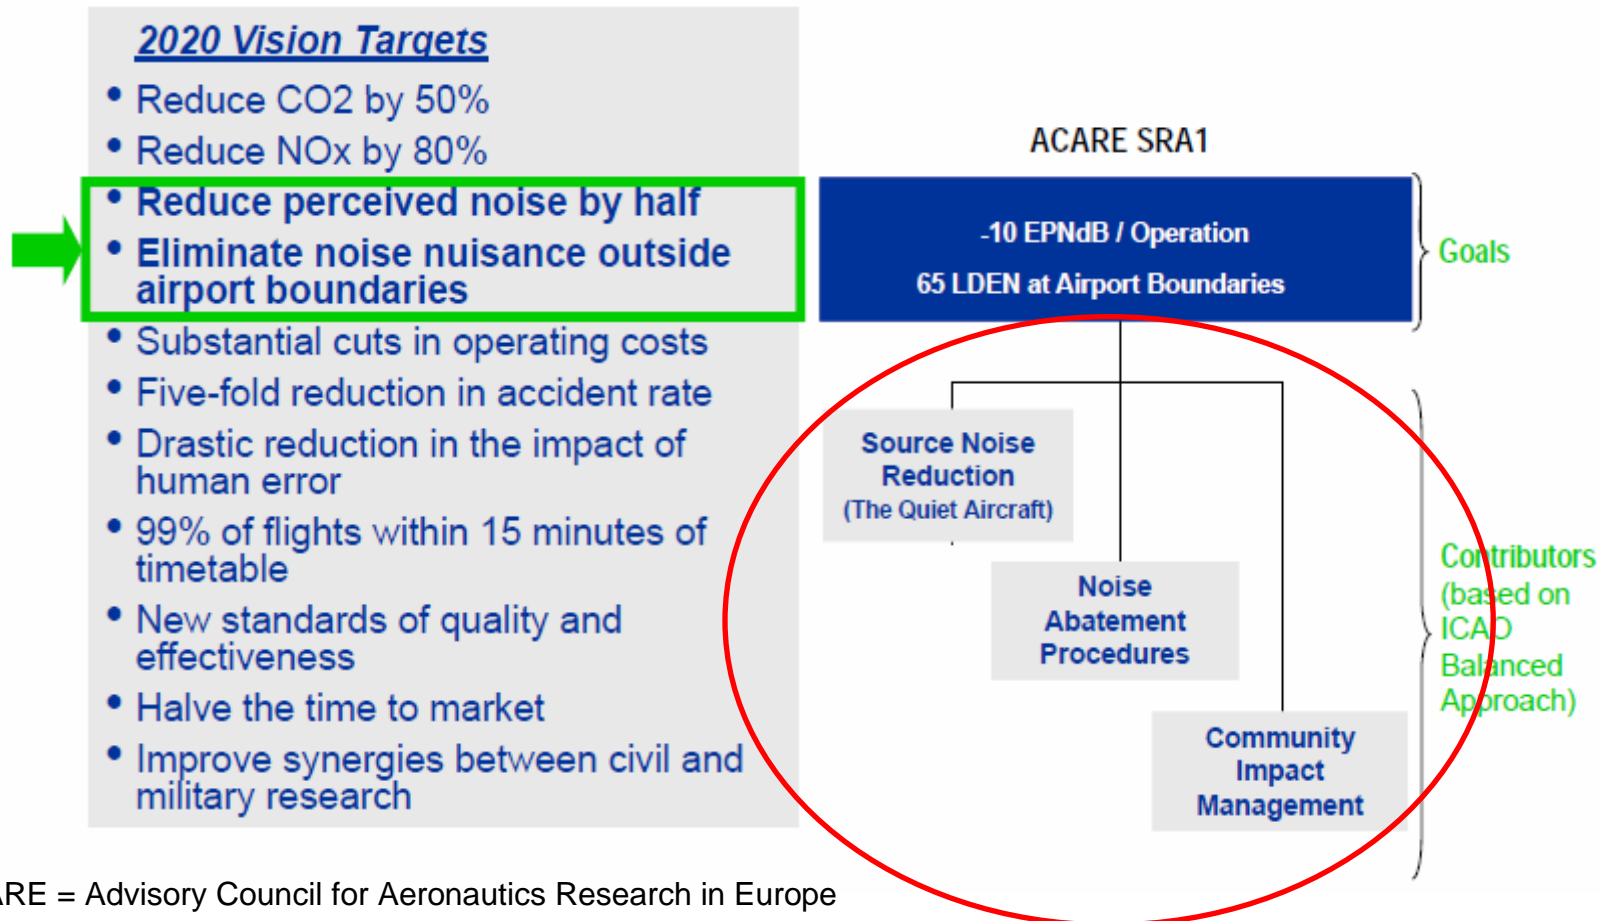 2020 Vision Targets
• Reduce CO2 by 50%
• Reduce NOx by 80%
• Reduce perceived noise by half
• Eliminate noise nuisance outside
airport boundaries
• Substantial cuts in operating costs
• Five-fold reduction in accident rate
• Drastic reduction in the impact of
human error
• 99% of flights within 15 minutes of
timetable
• New standards of quality and
effectiveness
• Halve the time to market
• Improve synergies between civil and
military research
ACARE SRA1
-10 EPNdB / Operation
65 LDEN at Airport Boundaries
Goals
Source Noise
Reduction
(The Quiet Aircraft)
Noise
Abatement
Procedures
Community
Impact
Management
Contributors
(based on
ICAO
Balanced
Approach)
ARE = Advisory Council for Aeronautics Research in Europe